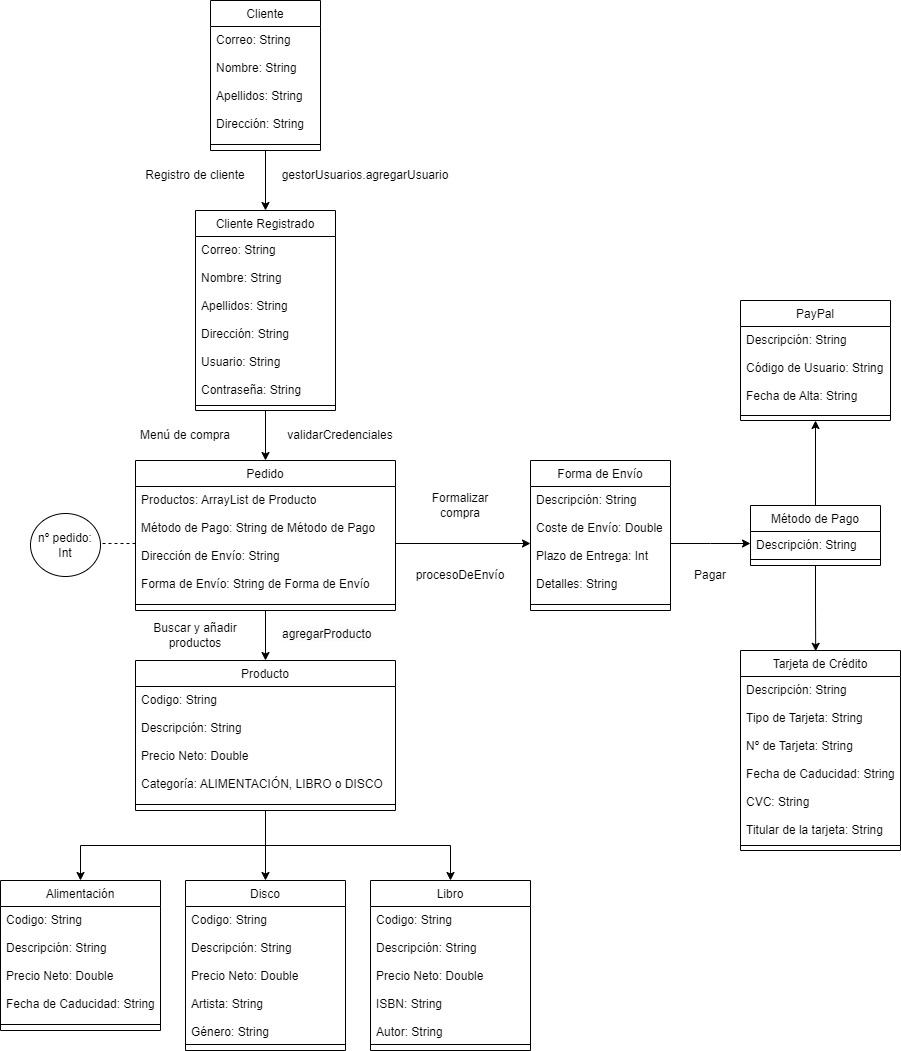 Cliente
Correo: String
Nombre: String
Apellidos: String
Dirección: String
Registro de cliente
gestorUsuarios.agregarUsuario
Cliente Registrado
Correo: String
Nombre: String
Apellidos: String
Dirección: String
Usuario: String
Contraseña: String
Menú de compra
validarCredenciales
Pedido
Productos: ArrayList de Producto
Método de Pago: String de Método de Pago
Dirección de Envío: String
Forma de Envío: String de Forma de Envío
nº pedido:
Int
Formalizar
compra
procesoDeEnvío
Forma de Envío
Descripción: String
Coste de Envío: Double
Plazo de Entrega: Int
Detalles: String
Pagar
Método de Pago
Descripción: String
PayPal
Descripción: String
Código de Usuario: String
Fecha de Alta: String
Tarjeta de Crédito
Descripción: String
Tipo de Tarjeta: String
Nº de Tarjeta: String
Fecha de Caducidad: String
CVC: String
Titular de la tarjeta: String
Buscar y añadir
productos
agregarProducto
Producto
Codigo: String
Descripción: String
Precio Neto: Double
Categoría: ALIMENTACIÓN, LIBRO o DISCO
Alimentación
Codigo: String
Descripción: String
Precio Neto: Double
Fecha de Caducidad: String
Disco
Codigo: String
Descripción: String
Precio Neto: Double
Artista: String
Género: String
Libro
Codigo: String
Descripción: String
Precio Neto: Double
ISBN: String
Autor: String